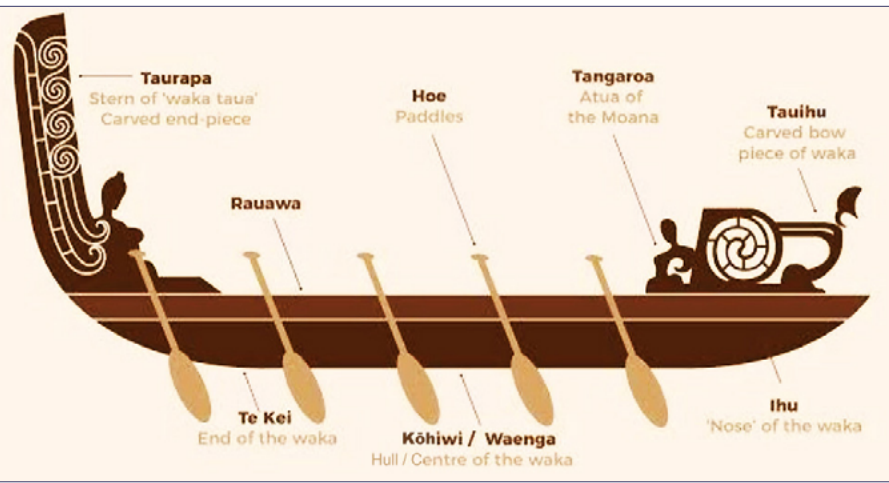 Taurapa
Stern of 'waka taua'
Carved end-piece
Hoe
Paddles
Tangaroa
Atua of
the Moana
Tauihu
Carved bow
piece of waka
Rauawa
Te Kei
End of the waka
Kōhiwi / Waenga
Hull / Centre of the waka
Ihu
'Nose' of the waka